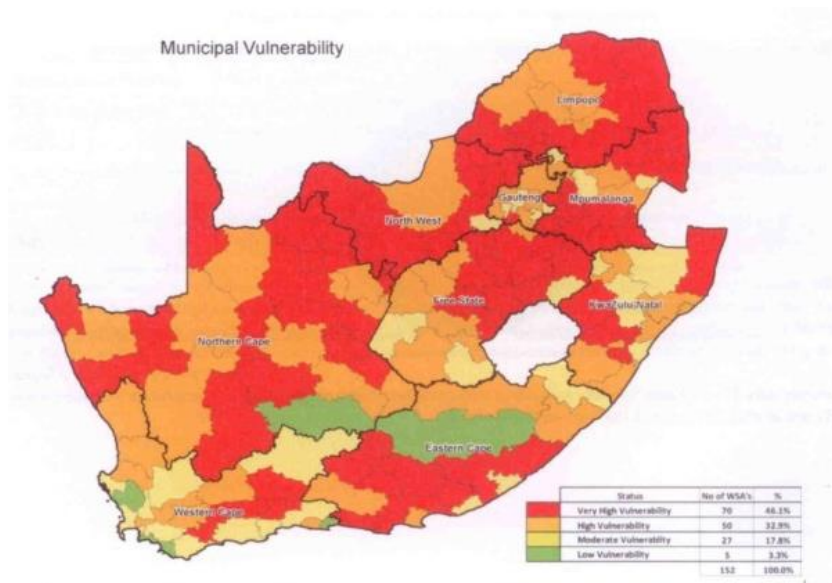 Municipal Vulnerability
Limpopo
Gauteng
Mpumalanga
North West
Free State
KwaZulu-Natal
Northern Cape
Eastern Cape
Western Cape
Status No of WSA's %
Very High Vulnerability 70 46.1%
High Vulnerability 50 32.9%
Moderate Vulnerability 27 17.8%
Low Vulnerability 5 3.3%
152 100.0%